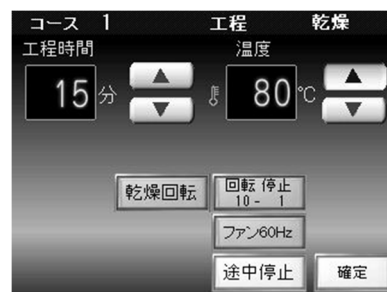 コース 1 工程 乾燥
工程時間 温度
15 分 80 ℃
乾燥回転 回転 停止
10 - 1
ファン60Hz
途中停止 確定